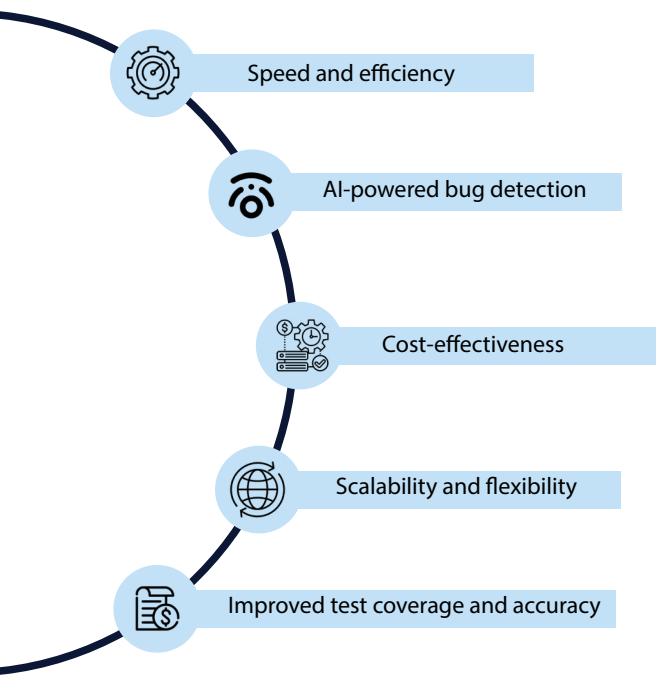 Speed and efficiency
AI-powered bug detection
Cost-effectiveness
Scalability and flexibility
Improved test coverage and accuracy